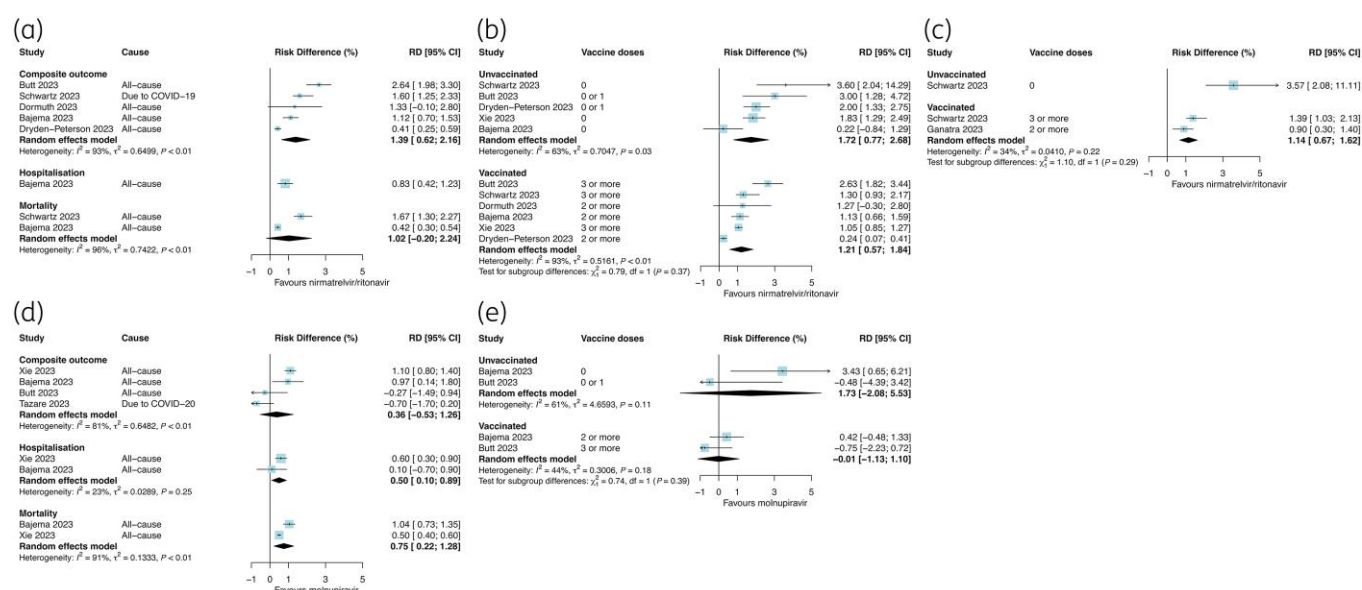 (a)
Study Cause Risk Difference (%) RD [95% CI]
Composite outcome
Butt 2023 All−cause 2.64 [ 1.98; 3.30]
Schwartz 2023 Due to COVID−19 1.60 [ 1.25; 2.33]
Dormuth 2023 All−cause 1.33 [−0.10; 2.80]
Bajema 2023 All−cause 1.12 [ 0.70; 1.53]
Dryden−Peterson 2023 All−cause 0.41 [ 0.25; 0.59]
Random effects model 1.39 [ 0.62; 2.16]
Heterogeneity: I² = 93%, τ² = 0.6499, P < 0.01
Hospitalisation
Bajema 2023 All−cause 0.83 [ 0.42; 1.23]
Mortality
Schwartz 2023 All−cause 1.67 [ 1.30; 2.27]
Bajema 2023 All−cause 0.42 [ 0.30; 0.54]
Random effects model 1.02 [−0.20; 2.24]
Heterogeneity: I² = 96%, τ² = 0.7422, P < 0.01
−1 0 1 3 5
Favours nirmatrelvir/ritonavir
(b)
Study Vaccine doses Risk Difference (%) RD [95% CI]
Unvaccinated
Schwartz 2023 0 3.60 [ 2.04; 14.29]
Butt 2023 0 or 1 3.00 [ 1.28; 4.72]
Dryden−Peterson 2023 0 or 1 2.00 [ 1.33; 2.75]
Xie 2023 0 1.83 [ 1.29; 2.49]
Bajema 2023 0 0.22 [ −0.84; 1.29]
Random effects model 1.72 [ 0.77; 2.68]
Heterogeneity: I² = 63%, τ² = 0.7047, P = 0.03
Vaccinated
Butt 2023 3 or more 2.63 [ 1.82; 3.44]
Schwartz 2023 3 or more 1.30 [ 0.93; 2.17]
Dormuth 2023 2 or more 1.27 [ −0.30; 2.80]
Bajema 2023 2 or more 1.13 [ 0.66; 1.59]
Xie 2023 3 or more 1.05 [ 0.85; 1.27]
Dryden−Peterson 2023 2 or more 0.24 [ 0.07; 0.41]
Random effects model 1.21 [ 0.57; 1.84]
Heterogeneity: I² = 93%, τ² = 0.5161, P < 0.01
Test for subgroup differences: χ²₁ = 0.79, df = 1 (P = 0.37)
−1 0 1 3 5
Favours nirmatrelvir/ritonavir
(c)
Study Vaccine doses Risk Difference (%) RD [95% CI]
Unvaccinated
Schwartz 2023 0 3.57 [ 2.08; 11.11]
Vaccinated
Schwartz 2023 3 or more 1.39 [ 1.03; 2.13]
Ganatra 2023 2 or more 0.90 [ 0.30; 1.40]
Random effects model 1.14 [ 0.67; 1.62]
Heterogeneity: I² = 34%, τ² = 0.0410, P = 0.22
Test for subgroup differences: χ²₁ = 1.10, df = 1 (P = 0.29)
−1 0 1 3 5
Favours nirmatrelvir/ritonavir
(d)
Study Cause Risk Difference (%) RD [95% CI]
Composite outcome
Xie 2023 All−cause 1.10 [ 0.80; 1.40]
Bajema 2023 All−cause 0.97 [ 0.14; 1.80]
Butt 2023 All−cause −0.27 [−1.49; 0.94]
Tazare 2023 Due to COVID−20 −0.70 [−1.70; 0.20]
Random effects model 0.36 [−0.53; 1.26]
Heterogeneity: I² = 81%, τ² = 0.6482, P < 0.01
Hospitalisation
Xie 2023 All−cause 0.60 [ 0.30; 0.90]
Bajema 2023 All−cause 0.10 [−0.70; 0.90]
Random effects model 0.50 [ 0.10; 0.89]
Heterogeneity: I² = 23%, τ² = 0.0289, P = 0.25
Mortality
Bajema 2023 All−cause 1.04 [ 0.73; 1.35]
Xie 2023 All−cause 0.50 [ 0.40; 0.60]
Random effects model 0.75 [ 0.22; 1.28]
Heterogeneity: I² = 91%, τ² = 0.1333, P < 0.01
−1 0 1 3 5
Favours molnupiravir
(e)
Study Vaccine doses Risk Difference (%) RD [95% CI]
Unvaccinated
Bajema 2023 0 3.43 [ 0.65; 6.21]
Butt 2023 0 or 1 −0.48 [−4.39; 3.42]
Random effects model 1.73 [−2.08; 5.53]
Heterogeneity: I² = 61%, τ² = 4.6593, P = 0.11
Vaccinated
Bajema 2023 2 or more 0.42 [−0.48; 1.33]
Butt 2023 3 or more −0.75 [−2.23; 0.72]
Random effects model −0.01 [−1.13; 1.10]
Heterogeneity: I² = 44%, τ² = 0.3006, P = 0.18
Test for subgroup differences: χ²₁ = 0.74, df = 1 (P = 0.39)
−1 0 1 3 5
Favours molnupiravir